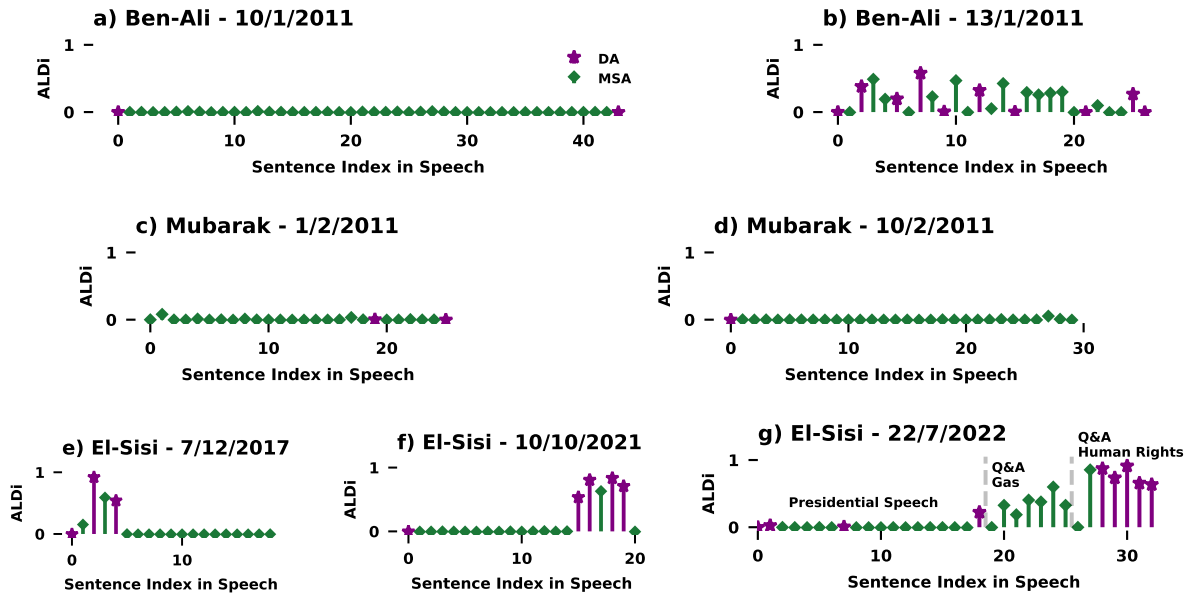 a) Ben-Ali - 10/1/2011
1
0
ALDi
DA
MSA
0 10 20 30 40
Sentence Index in Speech
b) Ben-Ali - 13/1/2011
1
0
ALDi
0 10 20
Sentence Index in Speech
c) Mubarak - 1/2/2011
1
0
ALDi
0 10 20
Sentence Index in Speech
d) Mubarak - 10/2/2011
1
0
ALDi
0 10 20 30
Sentence Index in Speech
e) El-Sisi - 7/12/2017
1
0
ALDi
0 10
Sentence Index in Speech
f) El-Sisi - 10/10/2021
1
0
ALDi
0 10 20
Sentence Index in Speech
g) El-Sisi - 22/7/2022
1
0
ALDi
Presidential Speech
Q&A
Gas
Q&A
Human Rights
0 10 20 30
Sentence Index in Speech